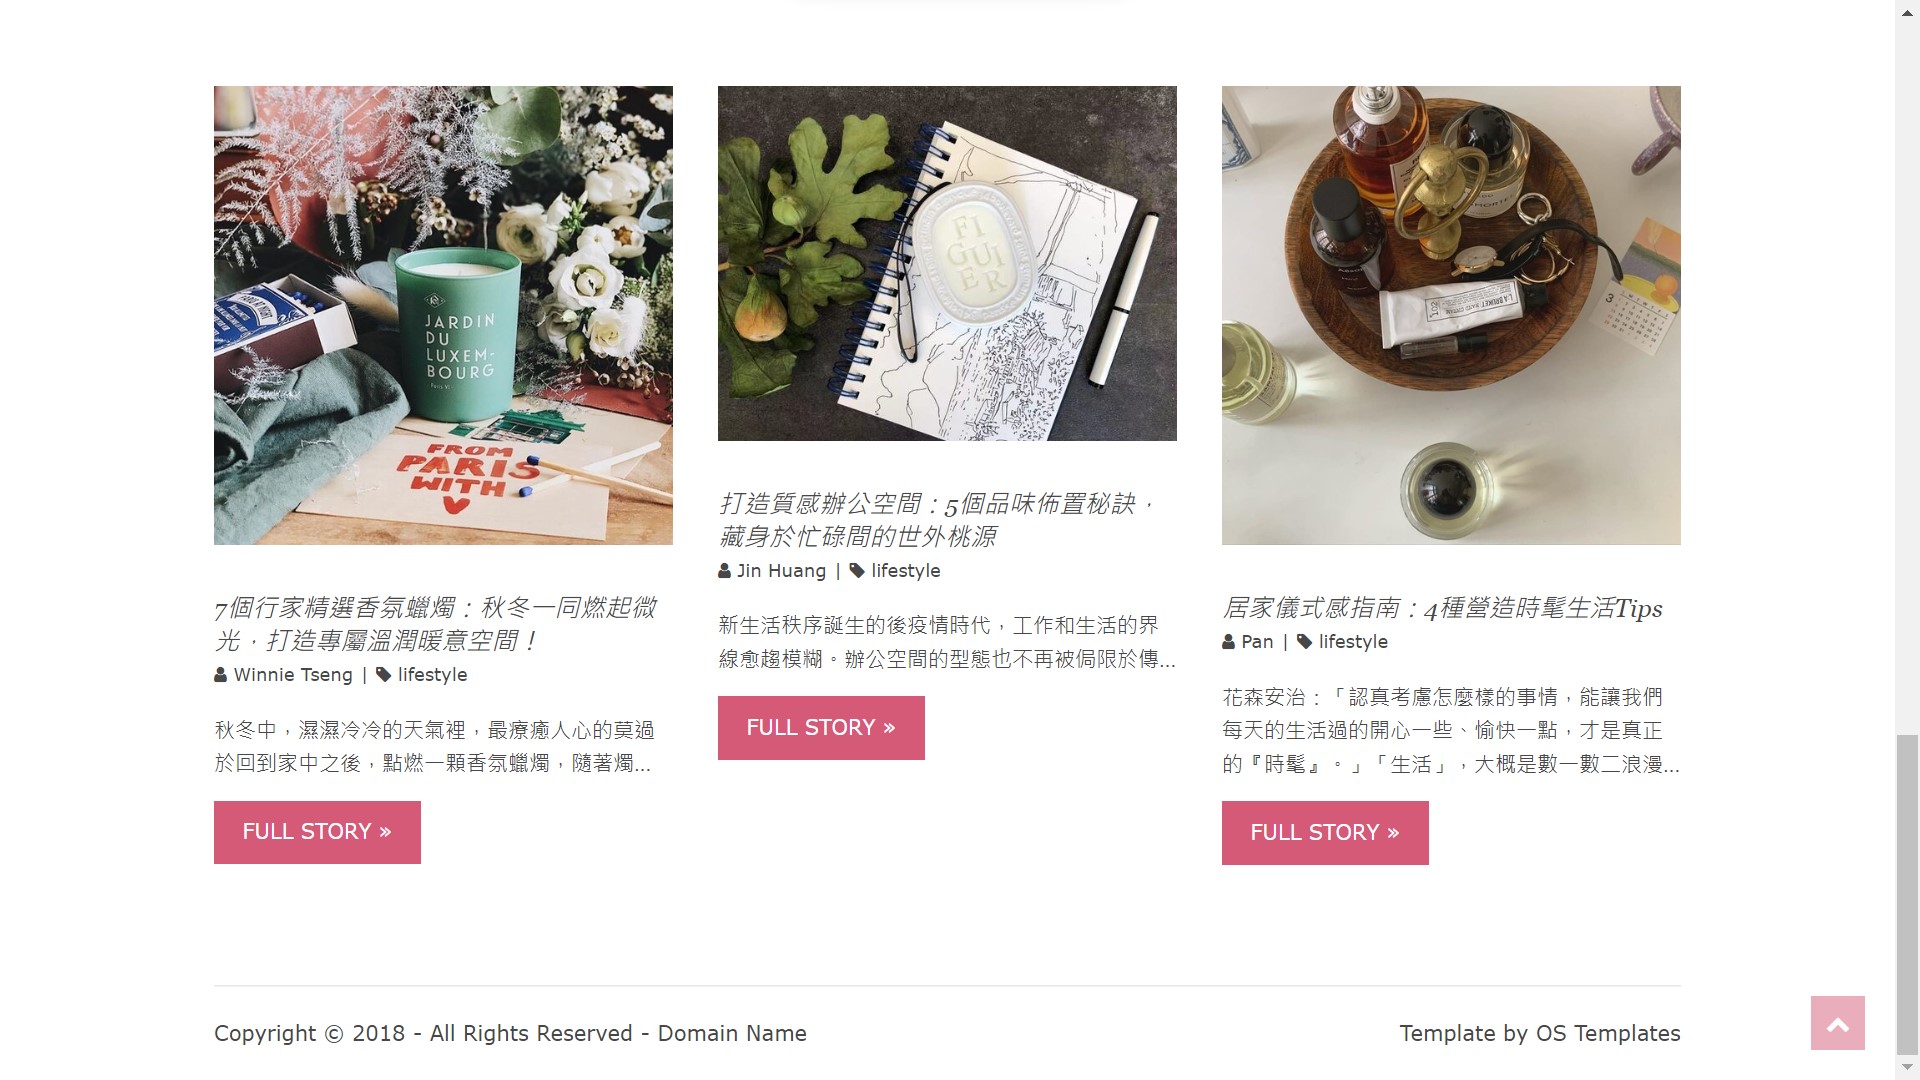 JARDIN
DU
LUXEM-
BOURG
FROM
PARIS
WITH
7個行家精選香氛蠟燭：秋冬一同燃起微
光，打造專屬溫潤暖意空間！
Winnie Tseng | lifestyle
秋冬中，濕濕冷冷的天氣裡，最療癒人心的莫過
於回到家中之後，點燃一顆香氛蠟燭，隨著燭...
FULL STORY »
FI
GUI
ER
打造質感辦公空間：5個品味佈置秘訣，
藏身於忙碌間的世外桃源
Jin Huang | lifestyle
新生活秩序誕生的後疫情時代，工作和生活的界
線愈趨模糊。辦公空間的型態也不再被侷限於傳...
FULL STORY »
居家儀式感指南：4種營造時髦生活Tips
Pan | lifestyle
花森安治：「認真考慮怎麼樣的事情，能讓我們
每天的生活過的開心一些、愉快一點，才是真正
的『時髦』。」「生活」，大概是數一數二浪漫...
FULL STORY »
Copyright © 2018 - All Rights Reserved - Domain Name
Template by OS Templates